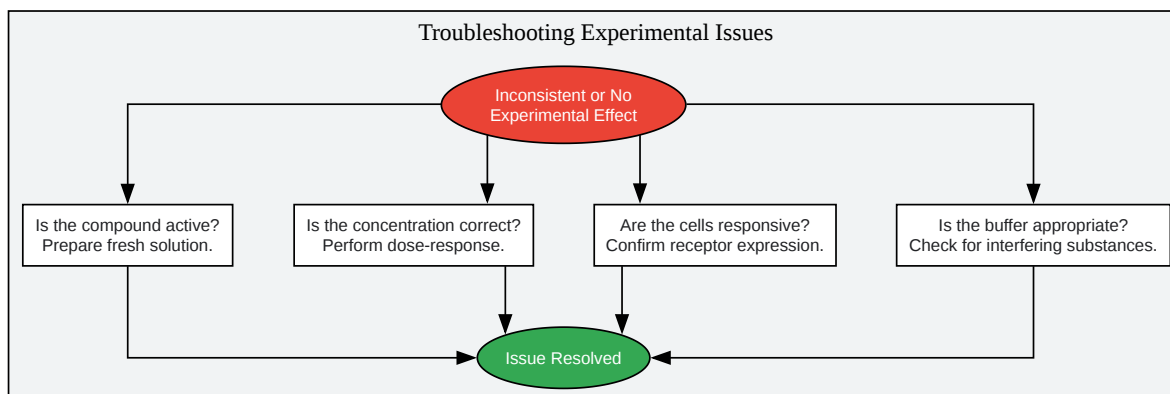 Troubleshooting Experimental Issues
Inconsistent or No
Experimental Effect
Is the compound active?
Prepare fresh solution.
Is the concentration correct?
Perform dose-response.
Are the cells responsive?
Confirm receptor expression.
Is the buffer appropriate?
Check for interfering substances.
Issue Resolved